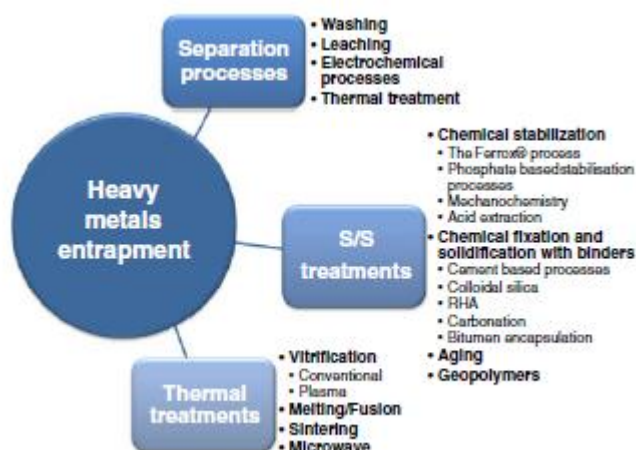 Separation
processes
• Washing
• Leaching
• Electrochemical
processes
• Thermal treatment
Heavy
metals
entrapment
S/S
treatments
• Chemical stabilization
• The Ferrox® process
• Phosphate basedstabilisation
processes
• Mechanochemistry
• Acid extraction
• Chemical fixation and
solidification with binders
• Cement based processes
• Colloidal silica
• RHA
• Carbonation
• Bitumen encapsulation
• Aging
• Geopolymers
Thermal
treatments
• Vitrification
• Conventional
• Plasma
• Melting/Fusion
• Sintering
• Microwave